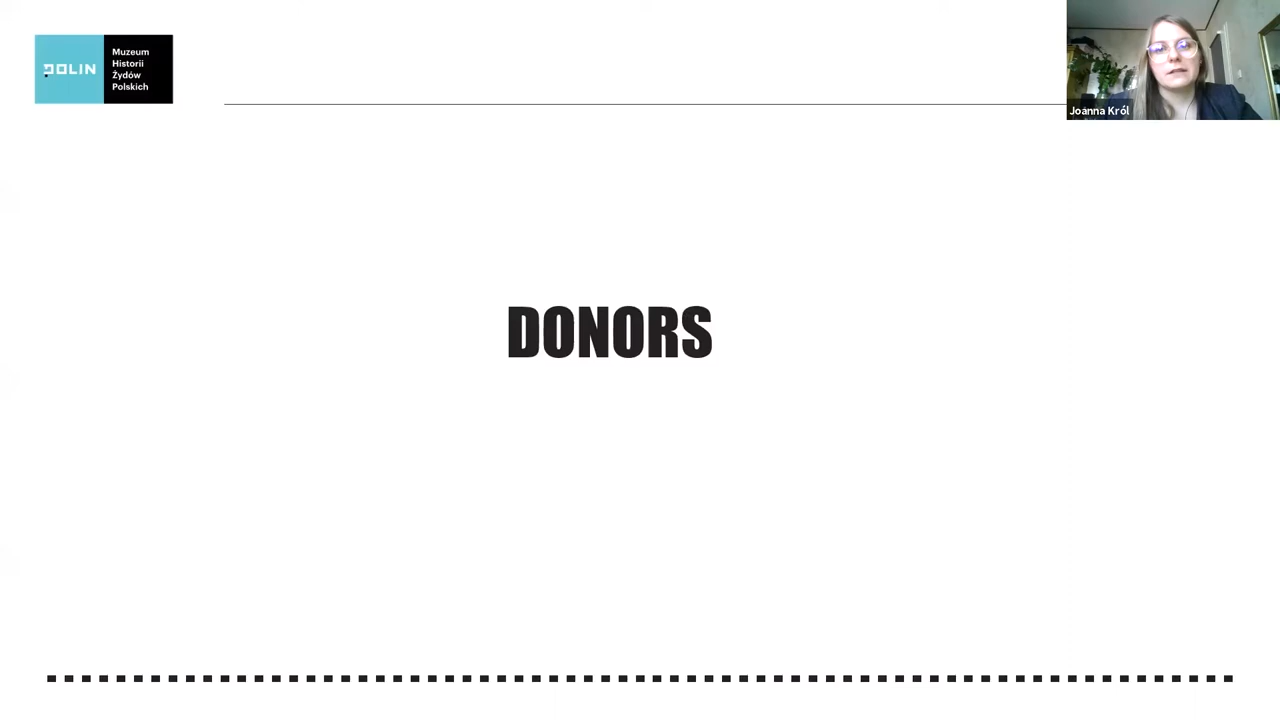 POLIN
Muzeum
Historii
Żydów
Polskich
Joanna Król
DONORS